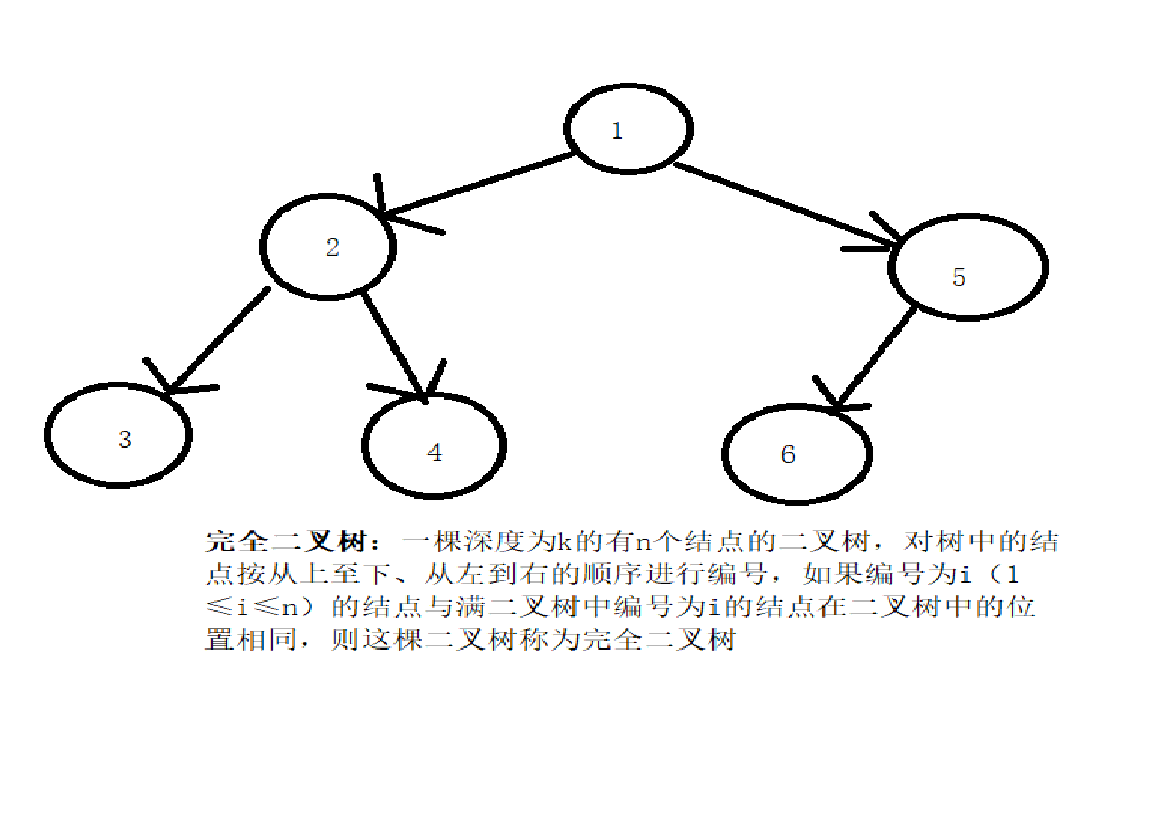 1
2
5
3
4
6
完全二叉树：一棵深度为k的有n个结点的二叉树，对树中的结
点按从上至下、从左到右的顺序进行编号，如果编号为i（1
≤i≤n）的结点与满二叉树中编号为i的结点在二叉树中的位
置相同，则这棵二叉树称为完全二叉树